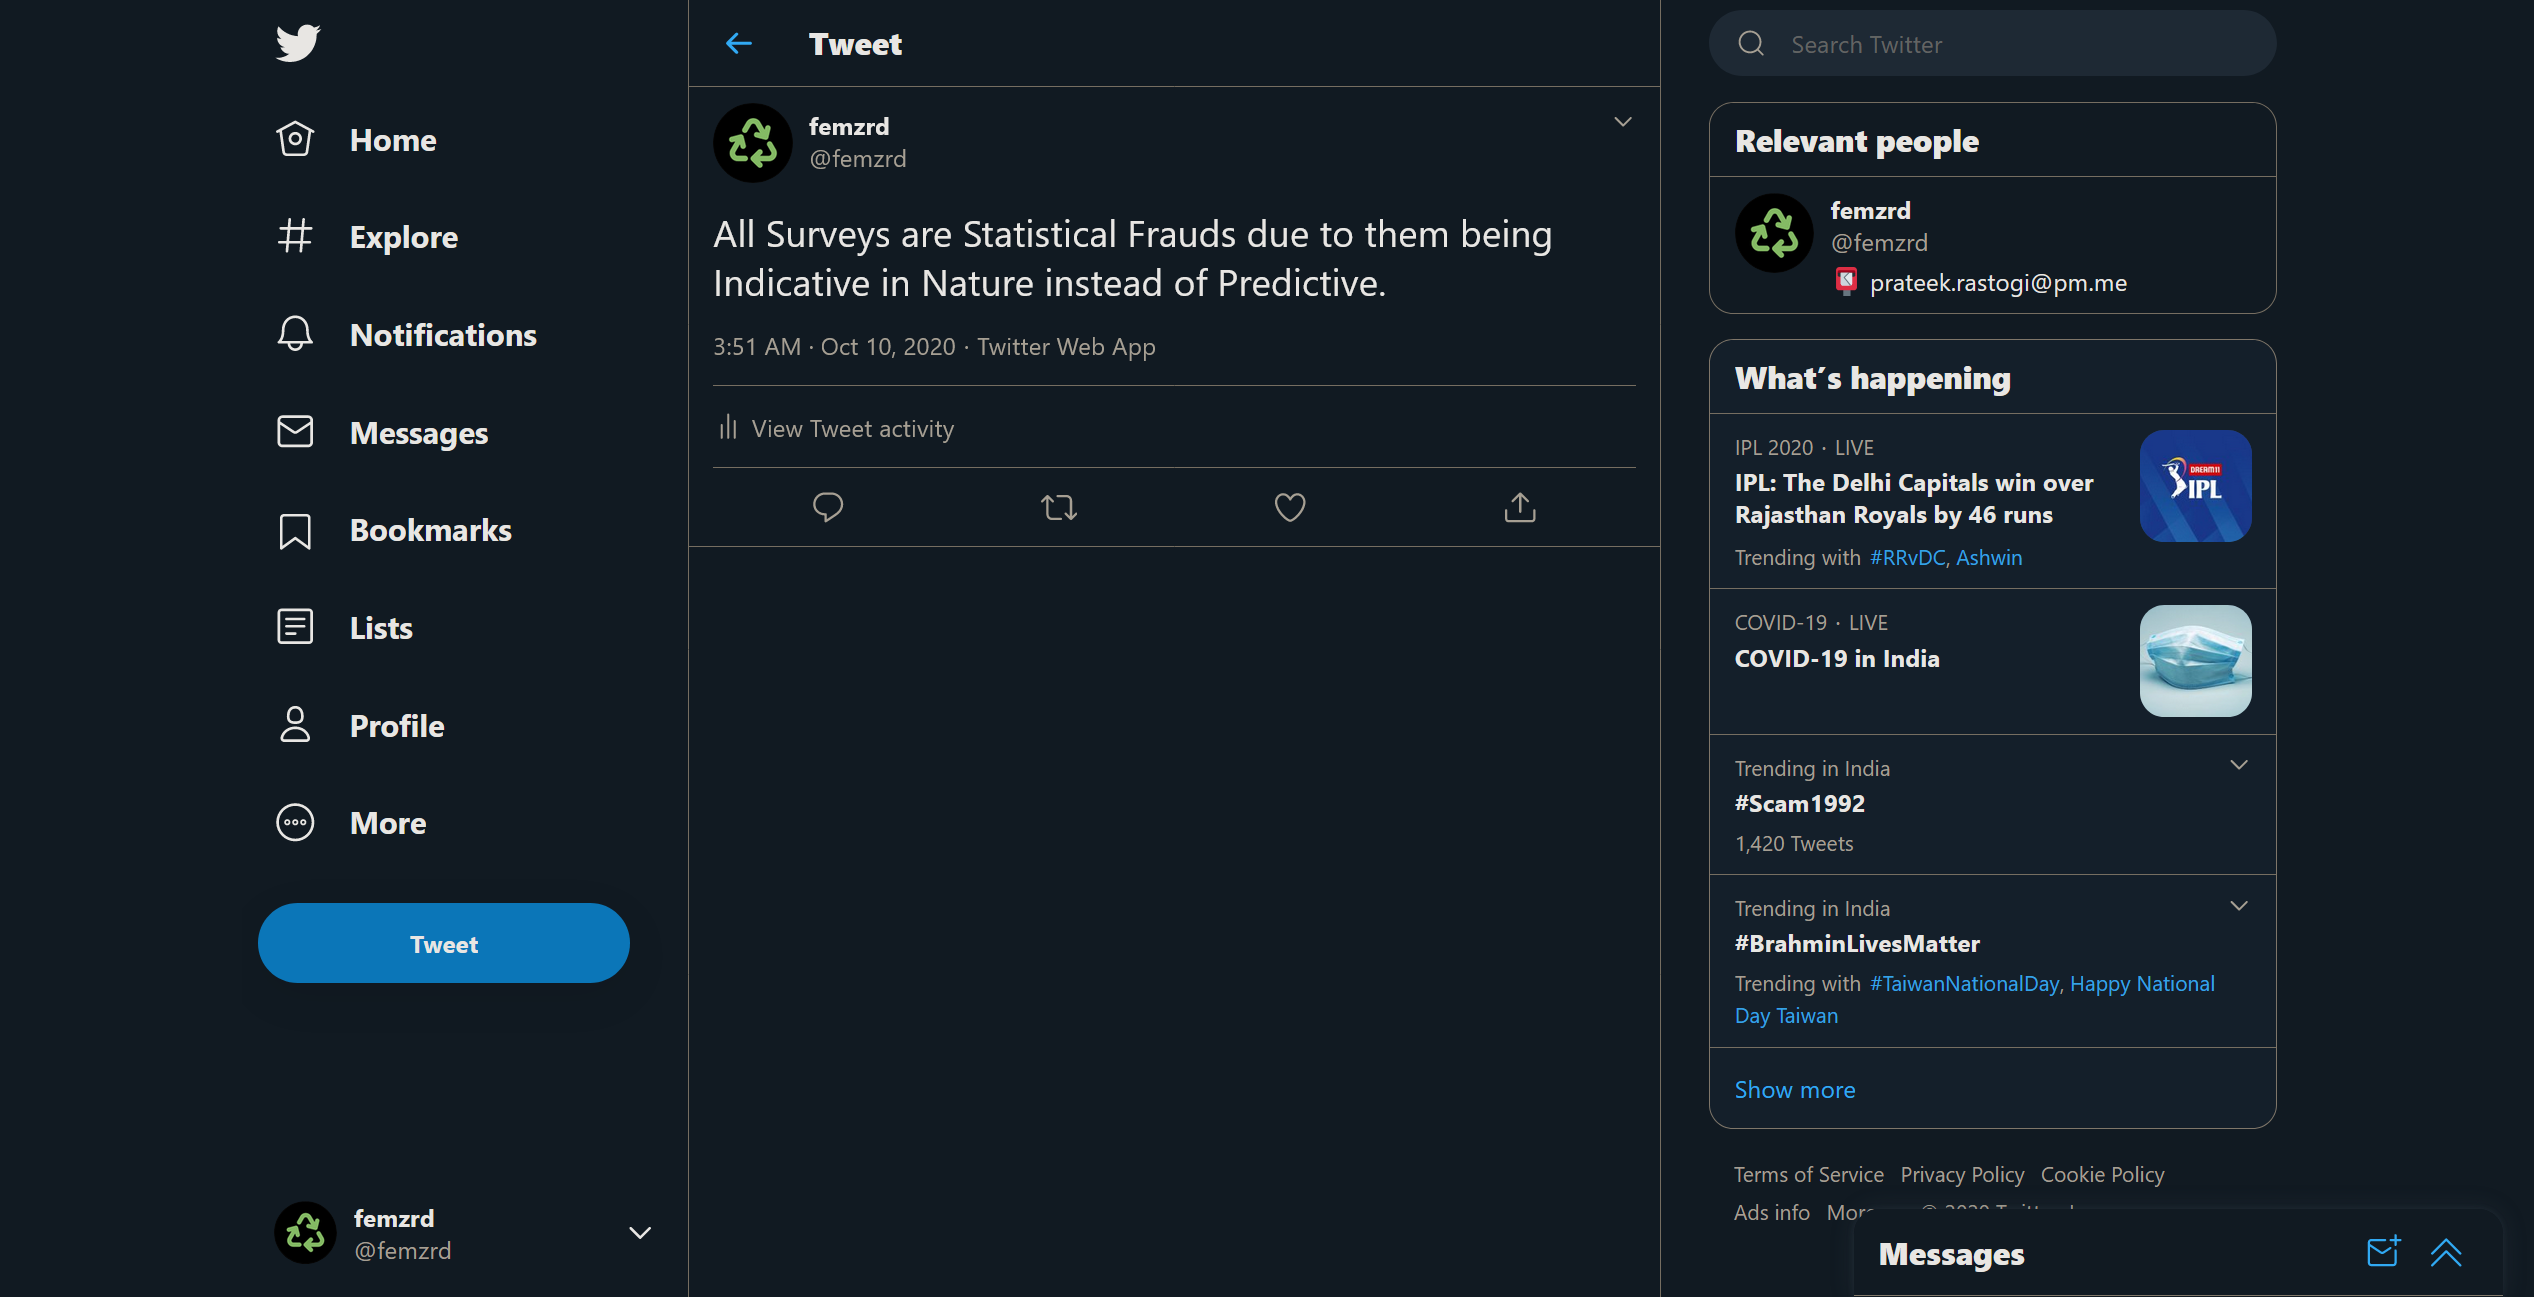 Home
Explore
Notifications
Messages
Bookmarks
Lists
Profile
More
Tweet
femzrd
@femzrd
Tweet
femzrd
@femzrd
All Surveys are Statistical Frauds due to them being
Indicative in Nature instead of Predictive.
3:51 AM · Oct 10, 2020 · Twitter Web App
View Tweet activity
Search Twitter
Relevant people
femzrd
@femzrd
prateek.rastogi@pm.me
What′s happening
IPL 2020 · LIVE
IPL: The Delhi Capitals win over
Rajasthan Royals by 46 runs
DREAM11
IPL
Trending with #RRvDC, Ashwin
COVID-19 · LIVE
COVID-19 in India
Trending in India
#Scam1992
1,420 Tweets
Trending in India
#BrahminLivesMatter
Trending with #TaiwanNationalDay, Happy National
Day Taiwan
Show more
Terms of Service Privacy Policy Cookie Policy
Ads info More © 2020
Messages